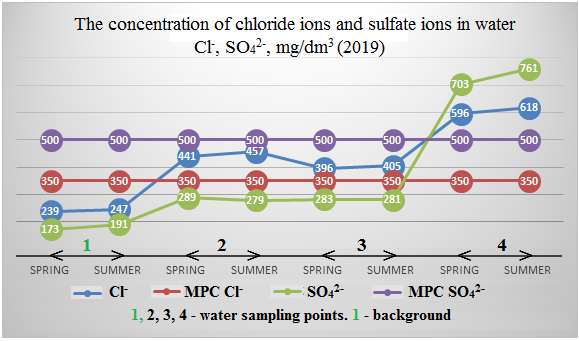 The concentration of chloride ions and sulfate ions in water
Cl⁻, SO₄²⁻, mg/dm³ (2019)
703 761
596 618
500 500 500 500 500 500 500 500
441 457 396 405
350 350 350 350 350 350 350 350
239 247 289 279 283 281
173 191
1 2 3 4
SPRING SUMMER SPRING SUMMER SPRING SUMMER SPRING SUMMER
Cl⁻ MPC Cl⁻ SO₄²⁻ MPC SO₄²⁻
1, 2, 3, 4 - water sampling points. 1 - background